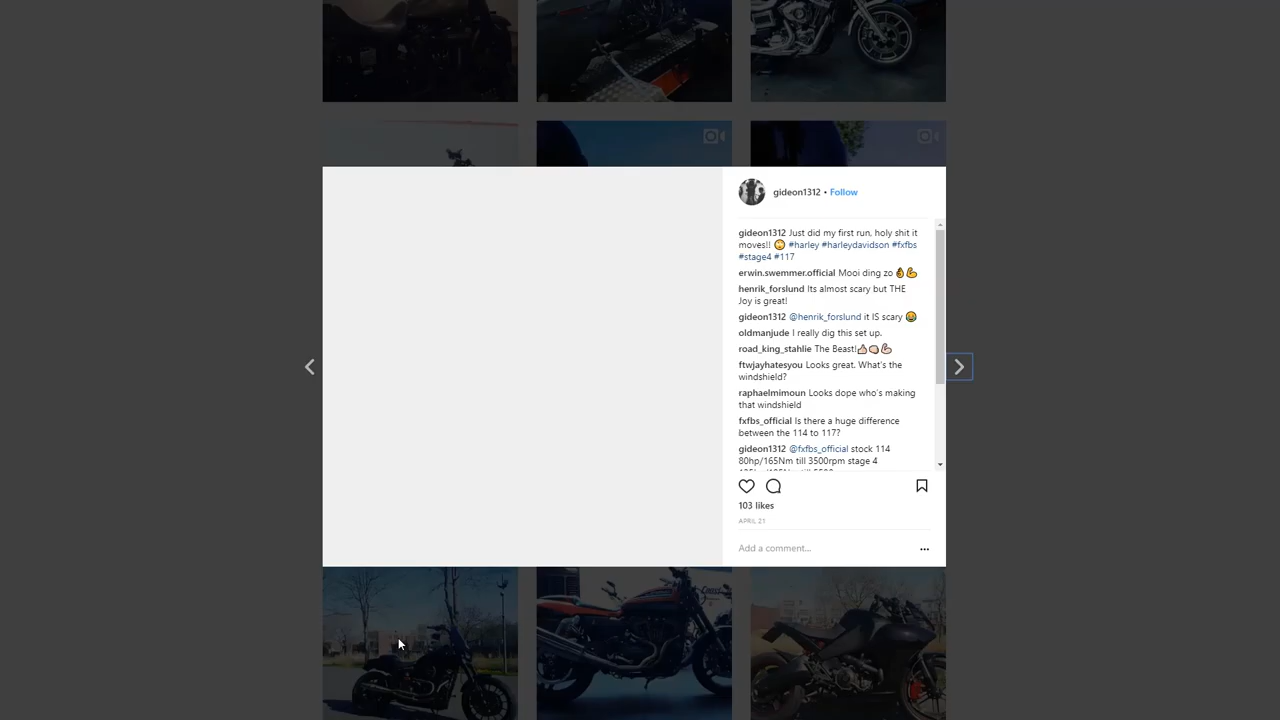 gideon1312 • Follow
gideon1312 Just did my first run, holy shit it
moves!! 🙄 #harley #harleydavidson #fxfbs
#stage4 #117
erwin.swemmer.official Mooi ding zo 👌💪
henrik_forslund Its almost scary but THE
Joy is great!
gideon1312 @henrik_forslund it IS scary 😂
oldmanjude I really dig this set up.
road_king_stahlie The Beast!👍🏻👊🏻💪🏻
ftwjayhatesyou Looks great. What's the
windshield?
raphaelmimoun Looks dope who's making
that windshield
fxfbs_official Is there a huge difference
between the 114 to 117?
gideon1312 @fxfbs_official stock 114
80hp/165Nm till 3500rpm stage 4
103 likes
APRIL 21
Add a comment...